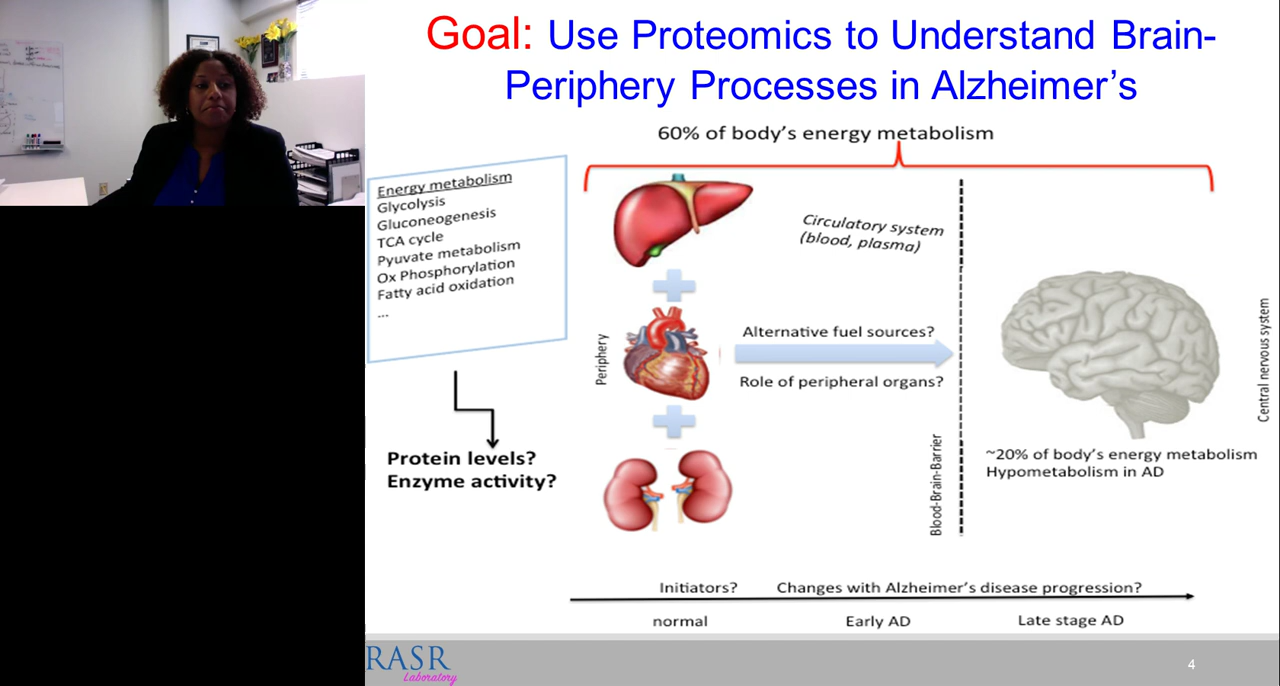 Goal: Use Proteomics to Understand Brain-
Periphery Processes in Alzheimer's
60% of body's energy metabolism
Energy metabolism
Glycolysis
Gluconeogenesis
TCA cycle
Pyuvate metabolism
Ox Phosphorylation
Fatty acid oxidation
...
Protein levels?
Enzyme activity?
Periphery
Circulatory system
(blood, plasma)
Alternative fuel sources?
Role of peripheral organs?
Blood-Brain-Barrier
Central nervous system
~20% of body's energy metabolism
Hypometabolism in AD
Initiators?
Changes with Alzheimer's disease progression?
normal
Early AD
Late stage AD
RASR
Laboratory
4